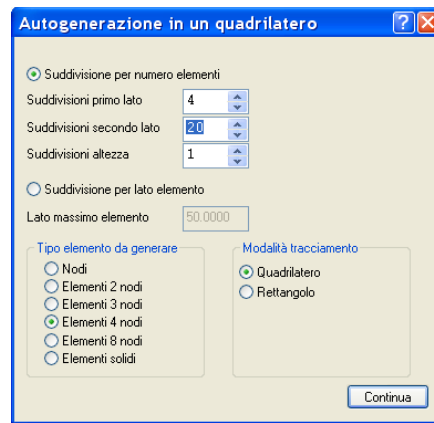 Autogenerazione in un quadrilatero
Suddivisione per numero elementi
Suddivisioni primo lato 4
Suddivisioni secondo lato 20
Suddivisioni altezza 1
Suddivisione per lato elemento
Lato massimo elemento 50.0000
Tipo elemento da generare
Nodi
Elementi 2 nodi
Elementi 3 nodi
Elementi 4 nodi
Elementi 8 nodi
Elementi solidi
Modalità tracciamento
Quadrilatero
Rettangolo
Continua